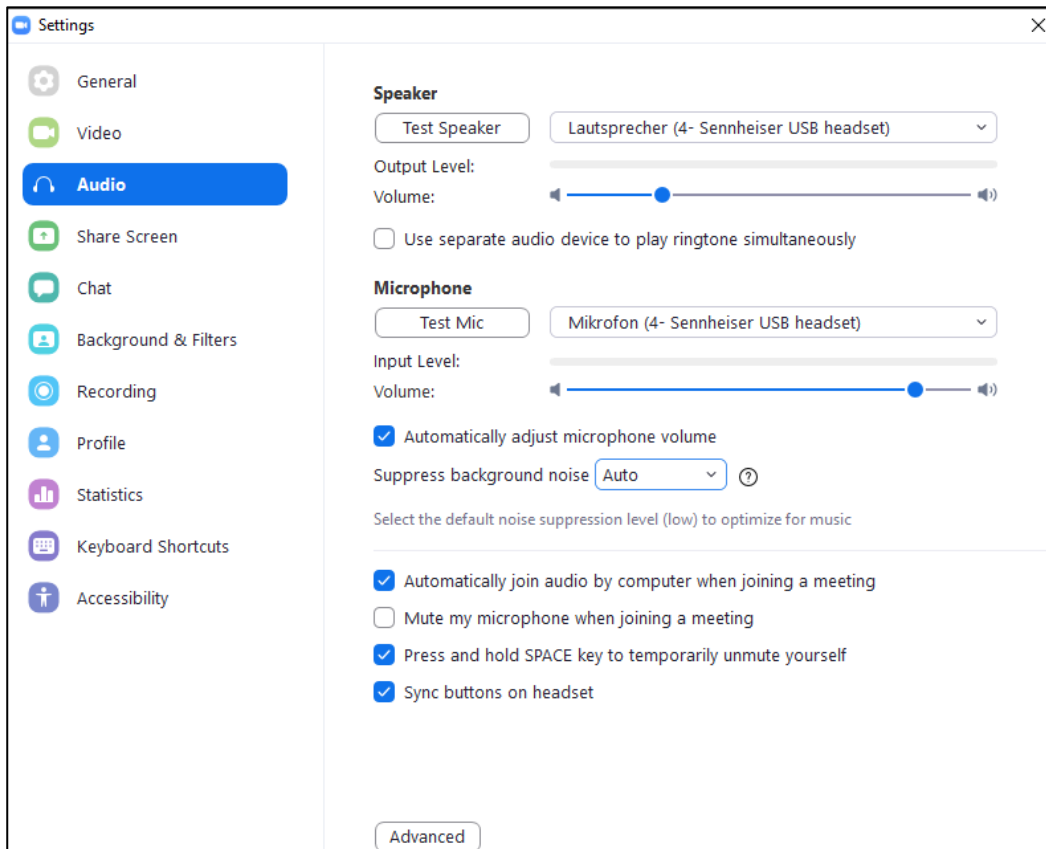 Settings
General
Video
Audio
Share Screen
Chat
Background & Filters
Recording
Profile
Statistics
Keyboard Shortcuts
Accessibility
Speaker
Test Speaker Lautsprecher (4- Sennheiser USB headset)
Output Level:
Volume:
Use separate audio device to play ringtone simultaneously
Microphone
Test Mic Mikrofon (4- Sennheiser USB headset)
Input Level:
Volume:
Automatically adjust microphone volume
Suppress background noise Auto ?
Select the default noise suppression level (low) to optimize for music
Automatically join audio by computer when joining a meeting
Mute my microphone when joining a meeting
Press and hold SPACE key to temporarily unmute yourself
Sync buttons on headset
Advanced